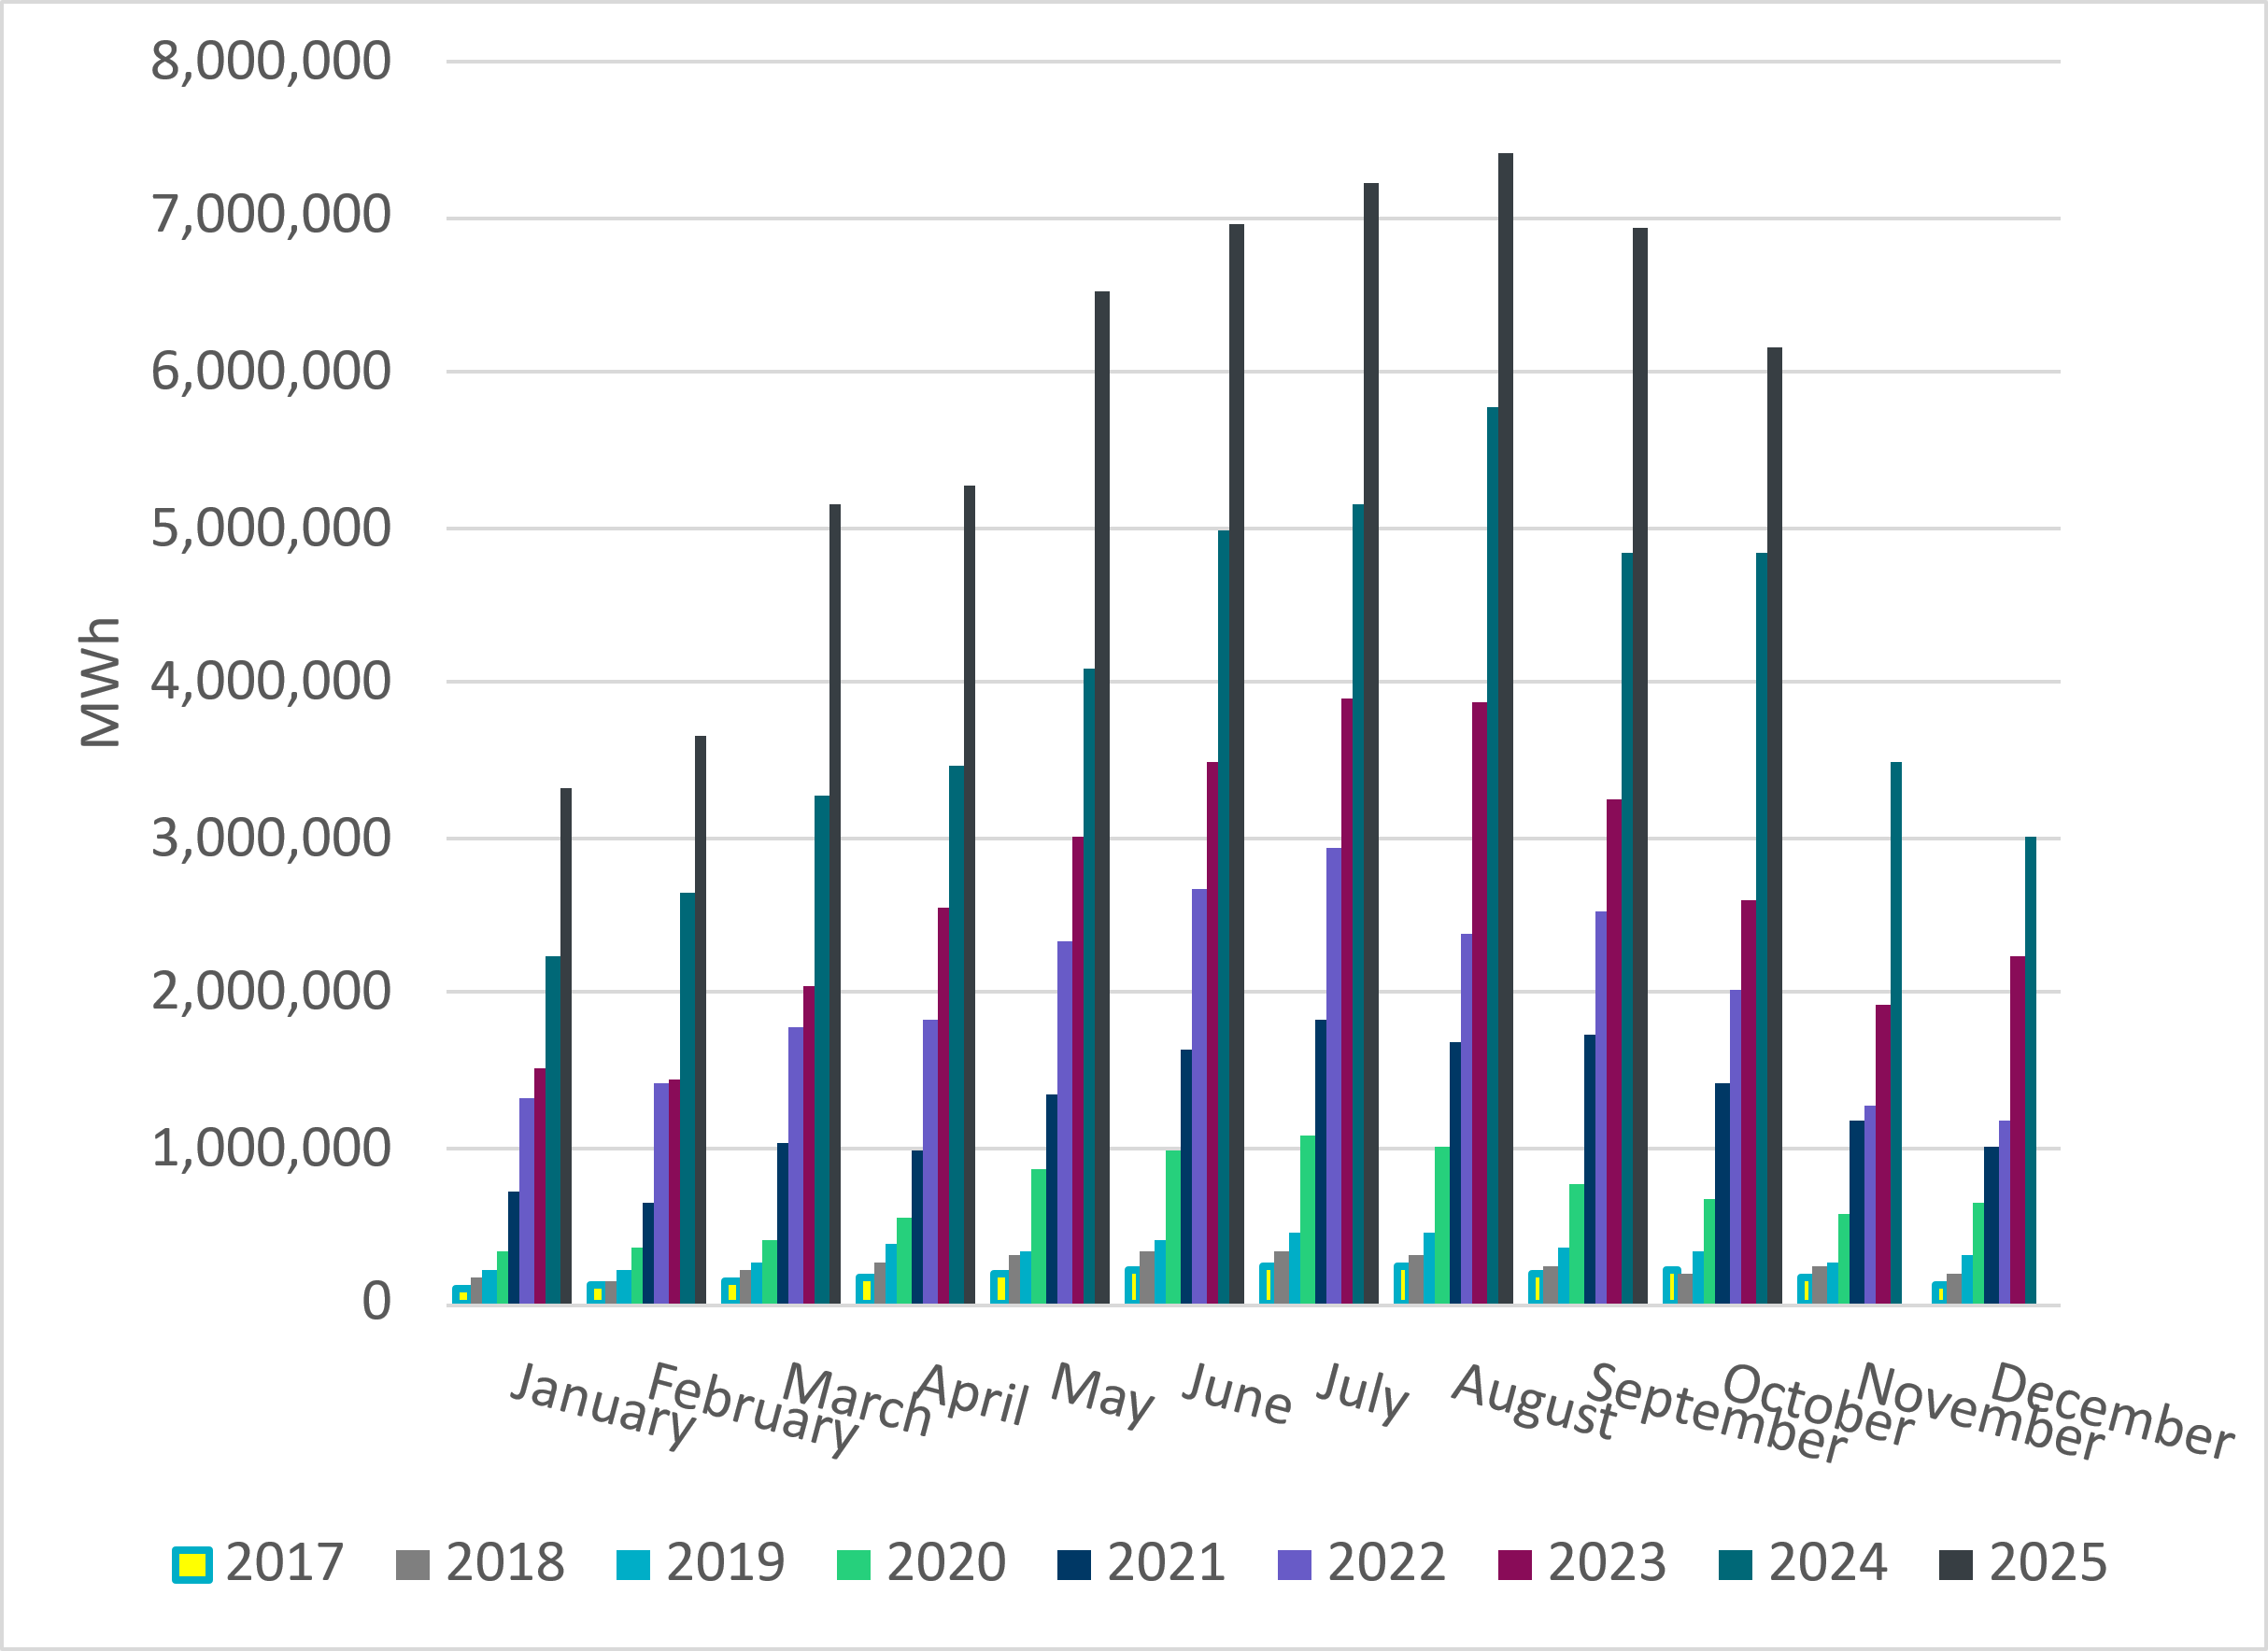 8,000,000
7,000,000
6,000,000
5,000,000
4,000,000
3,000,000
2,000,000
1,000,000
0
MWh
January
February
March
April
May
June
July
August
September
October
November
December
2017 2018 2019 2020 2021 2022 2023 2024 2025